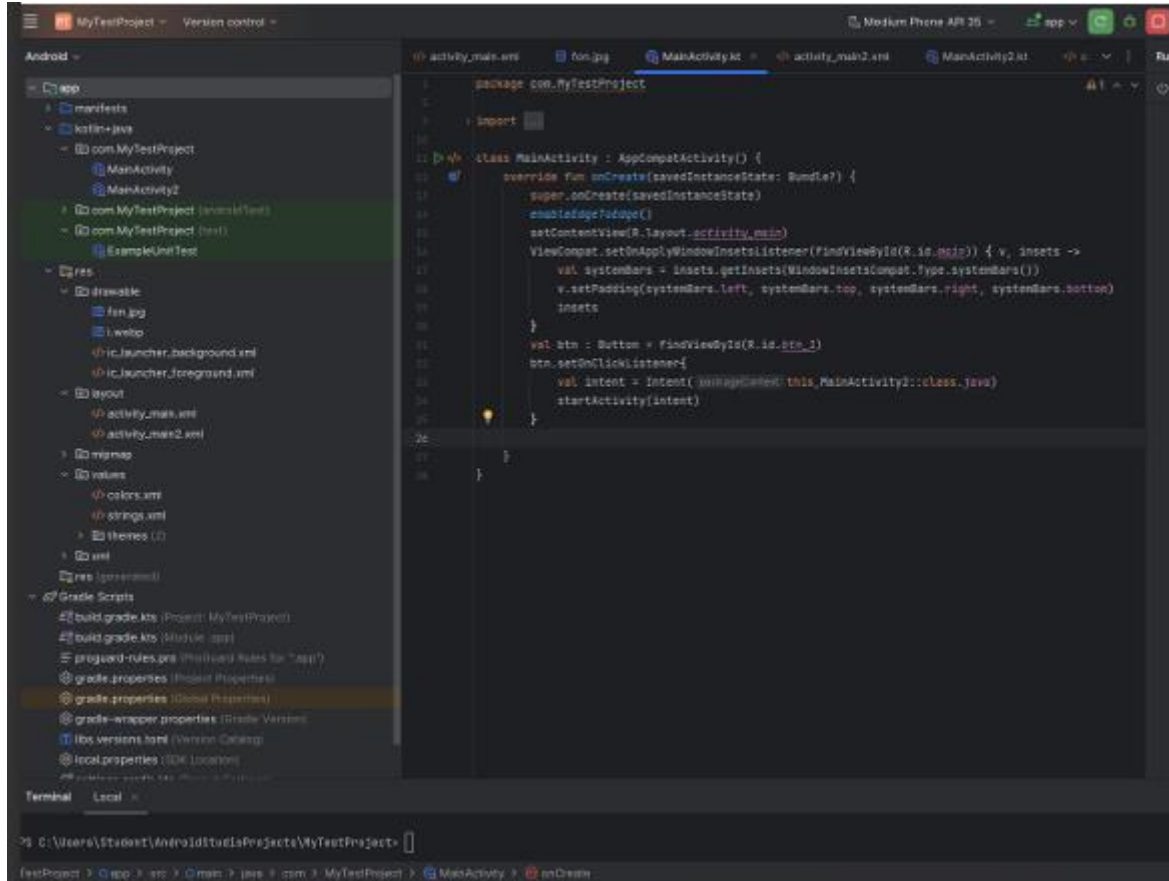 MyTestProject Version control Medium Phone API 35 app
Android
activity_main.xml fon.jpg MainActivity.kt activity_main2.xml MainActivity2.kt
app
manifests
kotlin+java
com.MyTestProject
MainActivity
MainActivity2
com.MyTestProject (androidTest)
com.MyTestProject (test)
ExampleUnitTest
res
drawable
fon.jpg
i.webp
ic_launcher_background.xml
ic_launcher_foreground.xml
layout
activity_main.xml
activity_main2.xml
mipmap
values
colors.xml
strings.xml
themes (2)
xml
res (generated)
Gradle Scripts
build.gradle.kts (Project: MyTestProject)
build.gradle.kts (Module :app)
proguard-rules.pro (ProGuard Rules for ":app")
gradle.properties (Project Properties)
gradle.properties (Global Properties)
gradle-wrapper.properties (Gradle Version)
libs.versions.toml (Version Catalog)
local.properties (SDK Location)
package com.MyTestProject
import ...
class MainActivity : AppCompatActivity() {
override fun onCreate(savedInstanceState: Bundle?) {
super.onCreate(savedInstanceState)
enableEdgeToEdge()
setContentView(R.layout.activity_main)
ViewCompat.setOnApplyWindowInsetsListener(findViewById(R.id.main)) { v, insets ->
val systemBars = insets.getInsets(WindowInsetsCompat.Type.systemBars())
v.setPadding(systemBars.left, systemBars.top, systemBars.right, systemBars.bottom)
insets
}
val btn : Button = findViewById(R.id.btn_1)
btn.setOnClickListener{
val intent = Intent( packageContext: this,MainActivity2::class.java)
startActivity(intent)
}
26
}
}
Terminal Local
PS C:\Users\Student\AndroidStudioProjects\MyTestProject>
TestProject > app > src > main > java > com > MyTestProject > MainActivity > onCreate